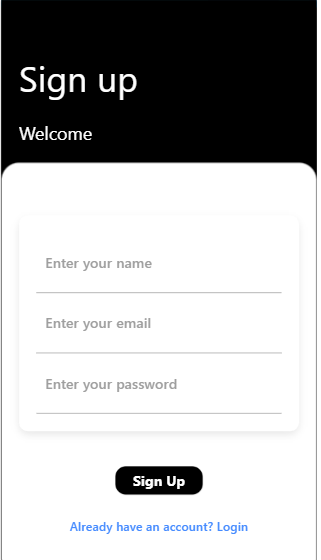 Sign up
Welcome
Enter your name
Enter your email
Enter your password
Sign Up
Already have an account? Login